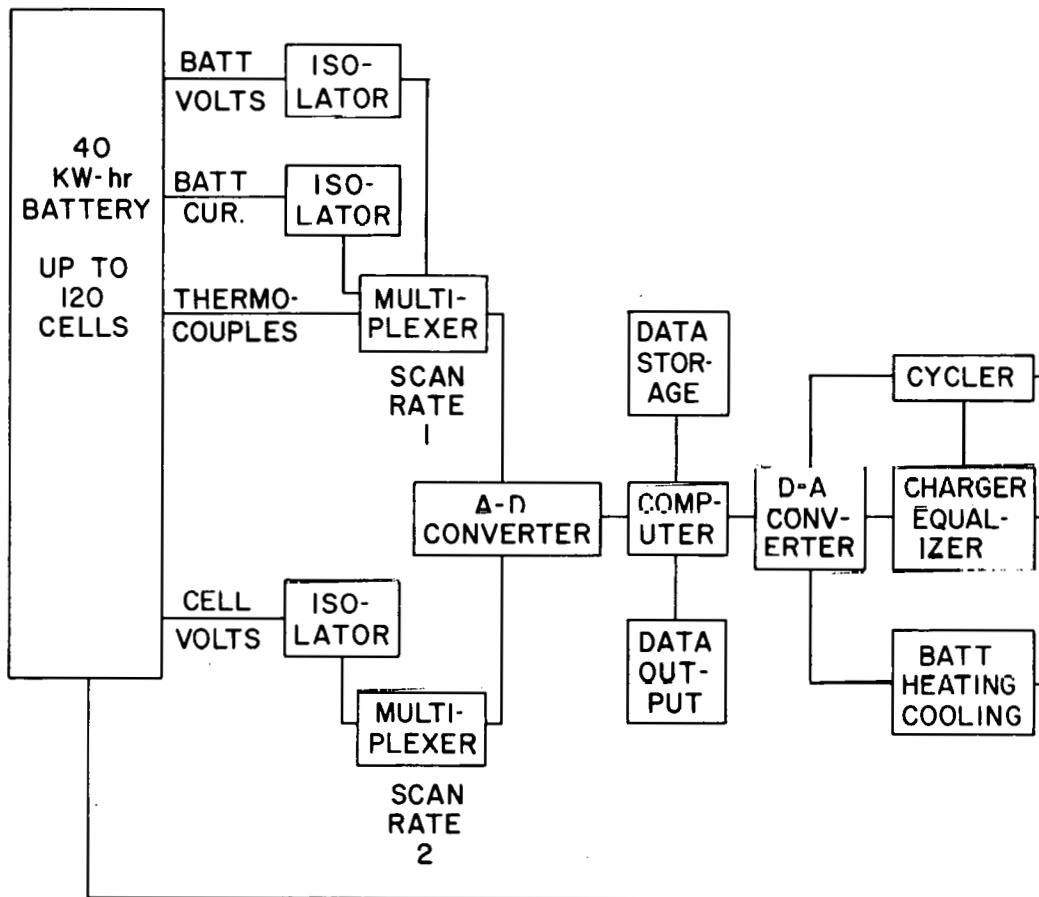 40
KW-hr
BATTERY
UP TO
120
CELLS
BATT
VOLTS
ISO-
LATOR
BATT
CUR.
ISO-
LATOR
THERMO-
COUPLES
MULTI-
PLEXER
SCAN
RATE
1
CELL
VOLTS
ISO-
LATOR
MULTI-
PLEXER
SCAN
RATE
2
A-D
CONVERTER
DATA
STOR-
AGE
COMP-
UTER
DATA
OUT-
PUT
D-A
CONV-
ERTER
CYCLER
CHARGER
EQUAL-
IZER
BATT
HEATING
COOLING